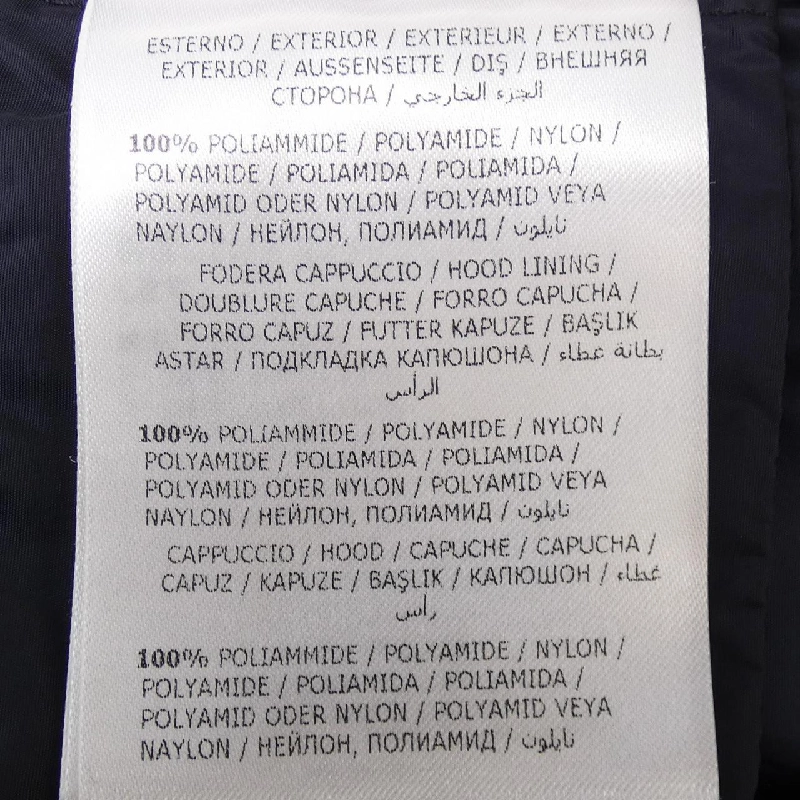 ESTERNO / EXTERIOR / EXTERIEUR / EXTERNO /
EXTERIOR / AUSSENSEITE / DIŞ / ВНЕШНЯЯ
СТОРОНА / الجزء الخارجي
100% POLIAMMIDE / POLYAMIDE / NYLON /
POLYAMIDE / POLIAMIDA / POLIAMIDA /
POLYAMID ODER NYLON / POLYAMID VEYA
NAYLON / НЕЙЛОН, ПОЛИАМИД / نايلون
FODERA CAPPUCCIO / HOOD LINING /
DOUBLURE CAPUCHE / FORRO CAPUCHA /
FORRO CAPUZ / FUTTER KAPUZE / BAŞLIK
ASTAR / ПОДКЛАДКА КАПЮШОНА / بطانة غطاء
الرأس
100% POLIAMMIDE / POLYAMIDE / NYLON /
POLYAMIDE / POLIAMIDA / POLIAMIDA /
POLYAMID ODER NYLON / POLYAMID VEYA
NAYLON / НЕЙЛОН, ПОЛИАМИД / نايلون
CAPPUCCIO / HOOD / CAPUCHE / CAPUCHA /
CAPUZ / KAPUZE / BAŞLIK / КАПЮШОН / غطاء
رأس
100% POLIAMMIDE / POLYAMIDE / NYLON /
POLYAMIDE / POLIAMIDA / POLIAMIDA /
POLYAMID ODER NYLON / POLYAMID VEYA
NAYLON / НЕЙЛОН, ПОЛИАМИД / نايلون